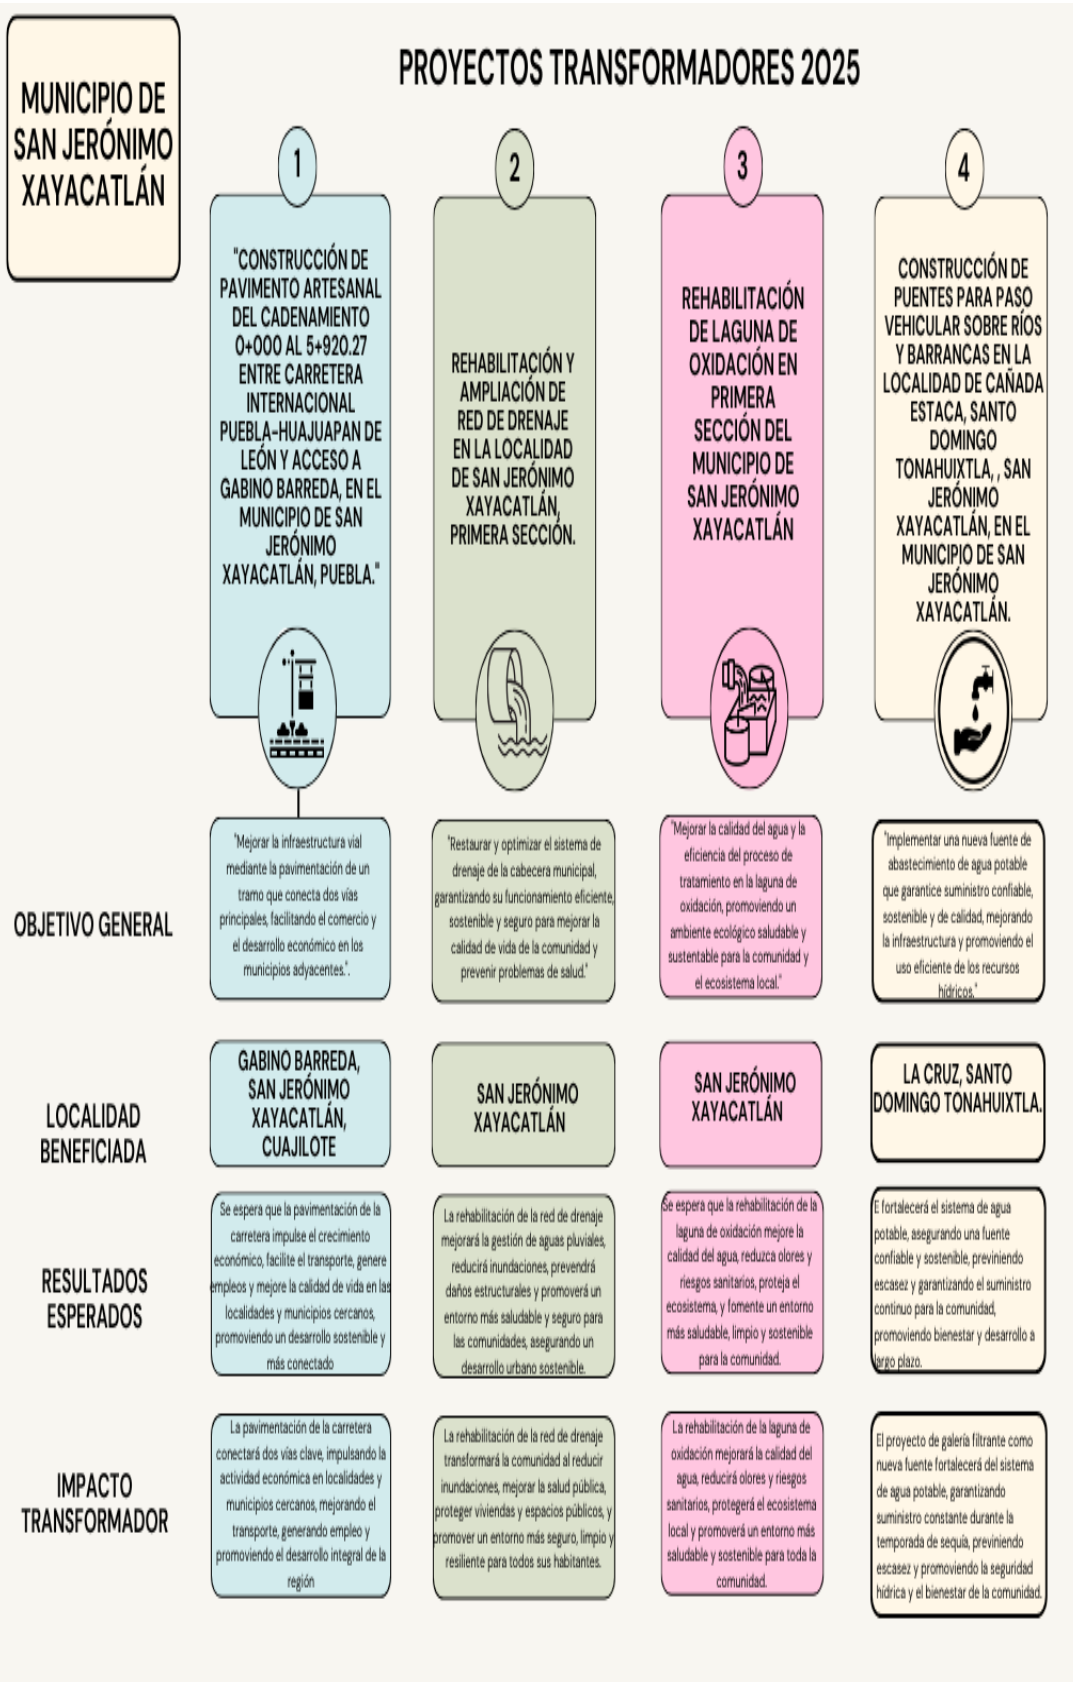 MUNICIPIO DE
SAN JERÓNIMO
XAYACATLÁN
PROYECTOS TRANSFORMADORES 2025
1
"CONSTRUCCIÓN DE
PAVIMENTO ARTESANAL
DEL CADENAMIENTO
0+000 AL 5+920.27
ENTRE CARRETERA
INTERNACIONAL
PUEBLA-HUAJUAPAN DE
LEÓN Y ACCESO A
GABINO BARREDA, EN EL
MUNICIPIO DE SAN
JERÓNIMO
XAYACATLÁN, PUEBLA."
2
REHABILITACIÓN Y
AMPLIACIÓN DE
RED DE DRENAJE
EN LA LOCALIDAD
DE SAN JERÓNIMO
XAYACATLÁN,
PRIMERA SECCIÓN.
3
REHABILITACIÓN
DE LAGUNA DE
OXIDACIÓN EN
PRIMERA
SECCIÓN DEL
MUNICIPIO DE
SAN JERÓNIMO
XAYACATLÁN
4
CONSTRUCCIÓN DE
PUENTES PARA PASO
VEHICULAR SOBRE RÍOS
Y BARRANCAS EN LA
LOCALIDAD DE CAÑADA
ESTACA, SANTO
DOMINGO
TONAHUIXTLA, , SAN
JERÓNIMO
XAYACATLÁN, EN EL
MUNICIPIO DE SAN
JERÓNIMO
XAYACATLÁN.
OBJETIVO GENERAL
"Mejorar la infraestructura vial
mediante la pavimentación de un
tramo que conecta dos vías
principales, facilitando el comercio y
el desarrollo económico en los
municipios adyacentes.".
"Restaurar y optimizar el sistema de
drenaje de la cabecera municipal,
garantizando su funcionamiento eficiente,
sostenible y seguro para mejorar la
calidad de vida de la comunidad y
prevenir problemas de salud."
"Mejorar la calidad del agua y la
eficiencia del proceso de
tratamiento en la laguna de
oxidación, promoviendo un
ambiente ecológico saludable y
sustentable para la comunidad y
el ecosistema local."
"Implementar una nueva fuente de
abastecimiento de agua potable
que garantice suministro confiable,
sostenible y de calidad, mejorando
la infraestructura y promoviendo el
uso eficiente de los recursos
hídricos."
LOCALIDAD
BENEFICIADA
GABINO BARREDA,
SAN JERÓNIMO
XAYACATLÁN,
CUAJILOTE
SAN JERÓNIMO
XAYACATLÁN
SAN JERÓNIMO
XAYACATLÁN
LA CRUZ, SANTO
DOMINGO TONAHUIXTLA.
RESULTADOS
ESPERADOS
Se espera que la pavimentación de la
carretera impulse el crecimiento
económico, facilite el transporte, genere
empleos y mejore la calidad de vida en las
localidades y municipios cercanos,
promoviendo un desarrollo sostenible y
más conectado
La rehabilitación de la red de drenaje
mejorará la gestión de aguas pluviales,
reducirá inundaciones, prevendrá
daños estructurales y promoverá un
entorno más saludable y seguro para
las comunidades, asegurando un
desarrollo urbano sostenible.
Se espera que la rehabilitación de la
laguna de oxidación mejore la
calidad del agua, reduzca olores y
riesgos sanitarios, proteja el
ecosistema, y fomente un entorno
más saludable, limpio y sostenible
para la comunidad.
E fortalecerá el sistema de agua
potable, asegurando una fuente
confiable y sostenible, previniendo
escasez y garantizando el suministro
continuo para la comunidad,
promoviendo bienestar y desarrollo a
largo plazo.
IMPACTO
TRANSFORMADOR
La pavimentación de la carretera
conectará dos vías clave, impulsando la
actividad económica en localidades y
municipios cercanos, mejorando el
transporte, generando empleo y
promoviendo el desarrollo integral de la
región
La rehabilitación de la red de drenaje
transformará la comunidad al reducir
inundaciones, mejorar la salud pública,
proteger viviendas y espacios públicos, y
promover un entorno más seguro, limpio y
resiliente para todos sus habitantes.
La rehabilitación de la laguna de
oxidación mejorará la calidad del
agua, reducirá olores y riesgos
sanitarios, protegerá el ecosistema
local y promoverá un entorno más
saludable y sostenible para toda la
comunidad.
El proyecto de galería filtrante como
nueva fuente fortalecerá del sistema
de agua potable, garantizando
suministro constante durante la
temporada de sequía, previniendo
escasez y promoviendo la seguridad
hídrica y el bienestar de la comunidad.